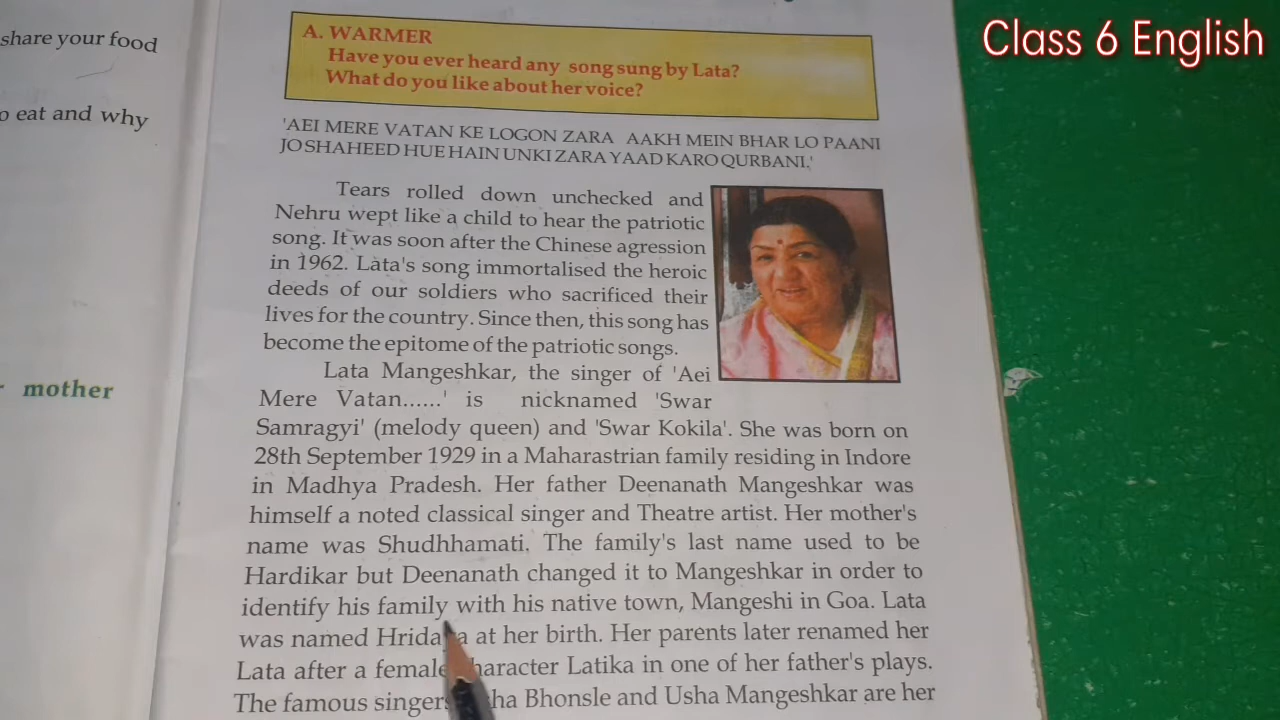 share your food
Class 6 English
o eat and why
mother
A. WARMER
Have you ever heard any song sung by Lata?
What do you like about her voice?
'AEI MERE VATAN KE LOGON ZARA AAKH MEIN BHAR LO PAANI
JO SHAHEED HUE HAIN UNKI ZARA YAAD KARO QURBANI.'
Tears rolled down unchecked and
Nehru wept like a child to hear the patriotic
song. It was soon after the Chinese agression
in 1962. Lata's song immortalised the heroic
deeds of our soldiers who sacrificed their
lives for the country. Since then, this song has
become the epitome of the patriotic songs.
Lata Mangeshkar, the singer of 'Aei
Mere Vatan......' is nicknamed 'Swar
Samragyi' (melody queen) and 'Swar Kokila'. She was born on
28th September 1929 in a Maharastrian family residing in Indore
in Madhya Pradesh. Her father Deenanath Mangeshkar was
himself a noted classical singer and Theatre artist. Her mother's
name was Shudhhamati. The family's last name used to be
Hardikar but Deenanath changed it to Mangeshkar in order to
identify his family with his native town, Mangeshi in Goa. Lata
was named at her birth. Her parents later renamed her
Lata after a female character Latika in one of her father's plays.
The famous singers Bhonsle and Usha Mangeshkar are her